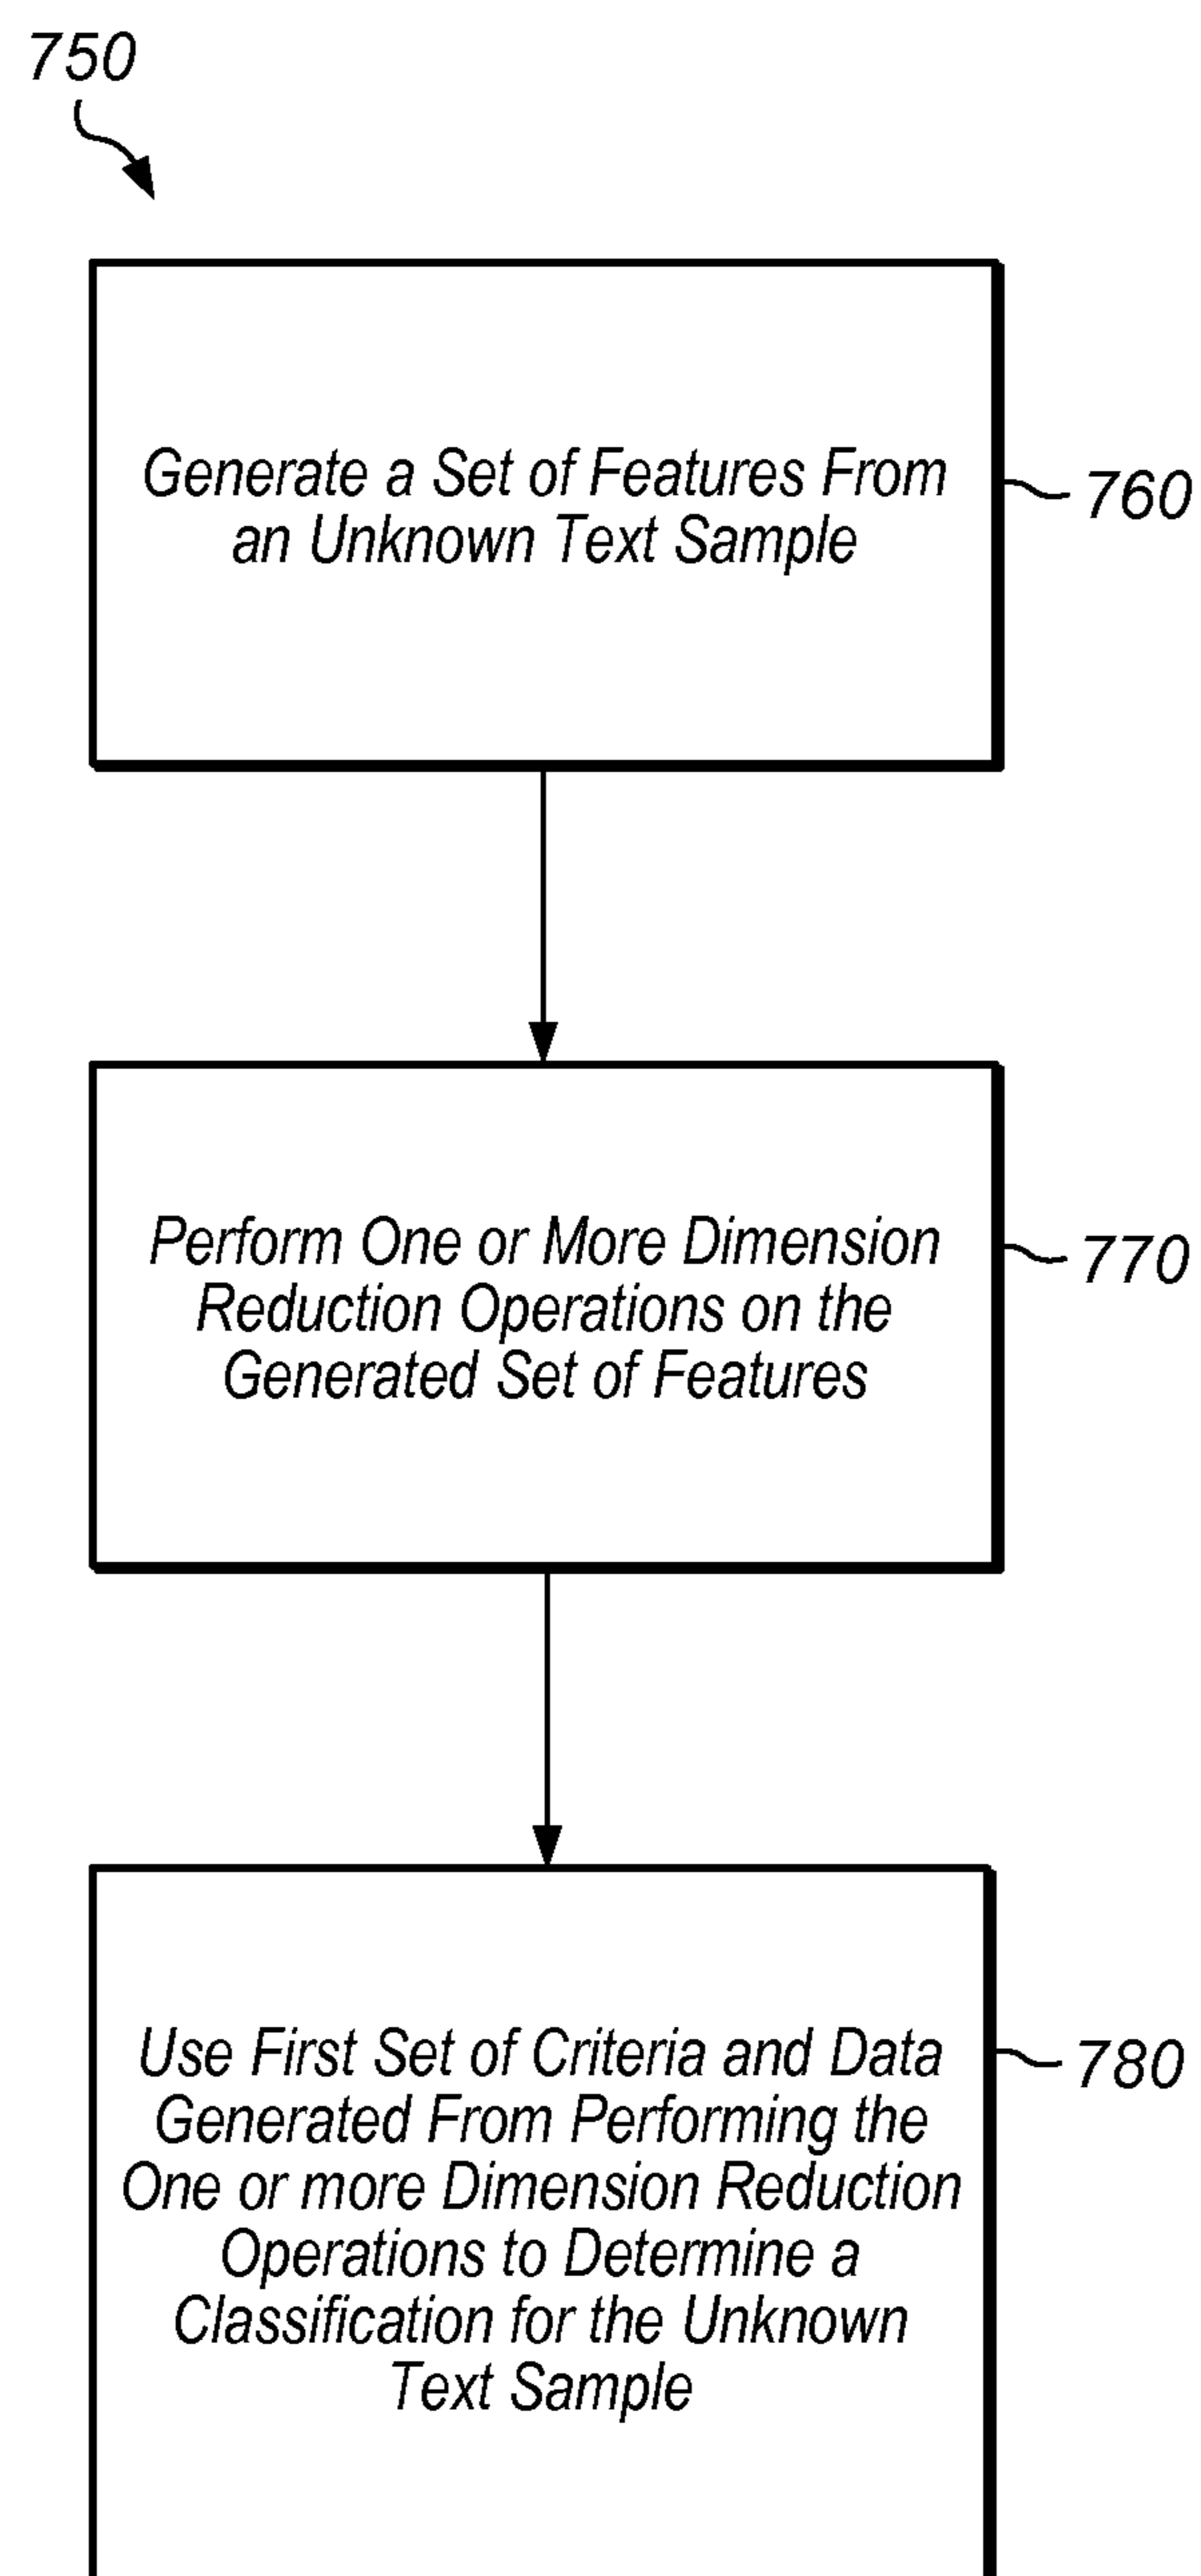 750
Generate a Set of Features From
an Unknown Text Sample
760
Perform One or More Dimension
Reduction Operations on the
Generated Set of Features
770
Use First Set of Criteria and Data
Generated From Performing the
One or more Dimension Reduction
Operations to Determine a
Classification for the Unknown
Text Sample
780